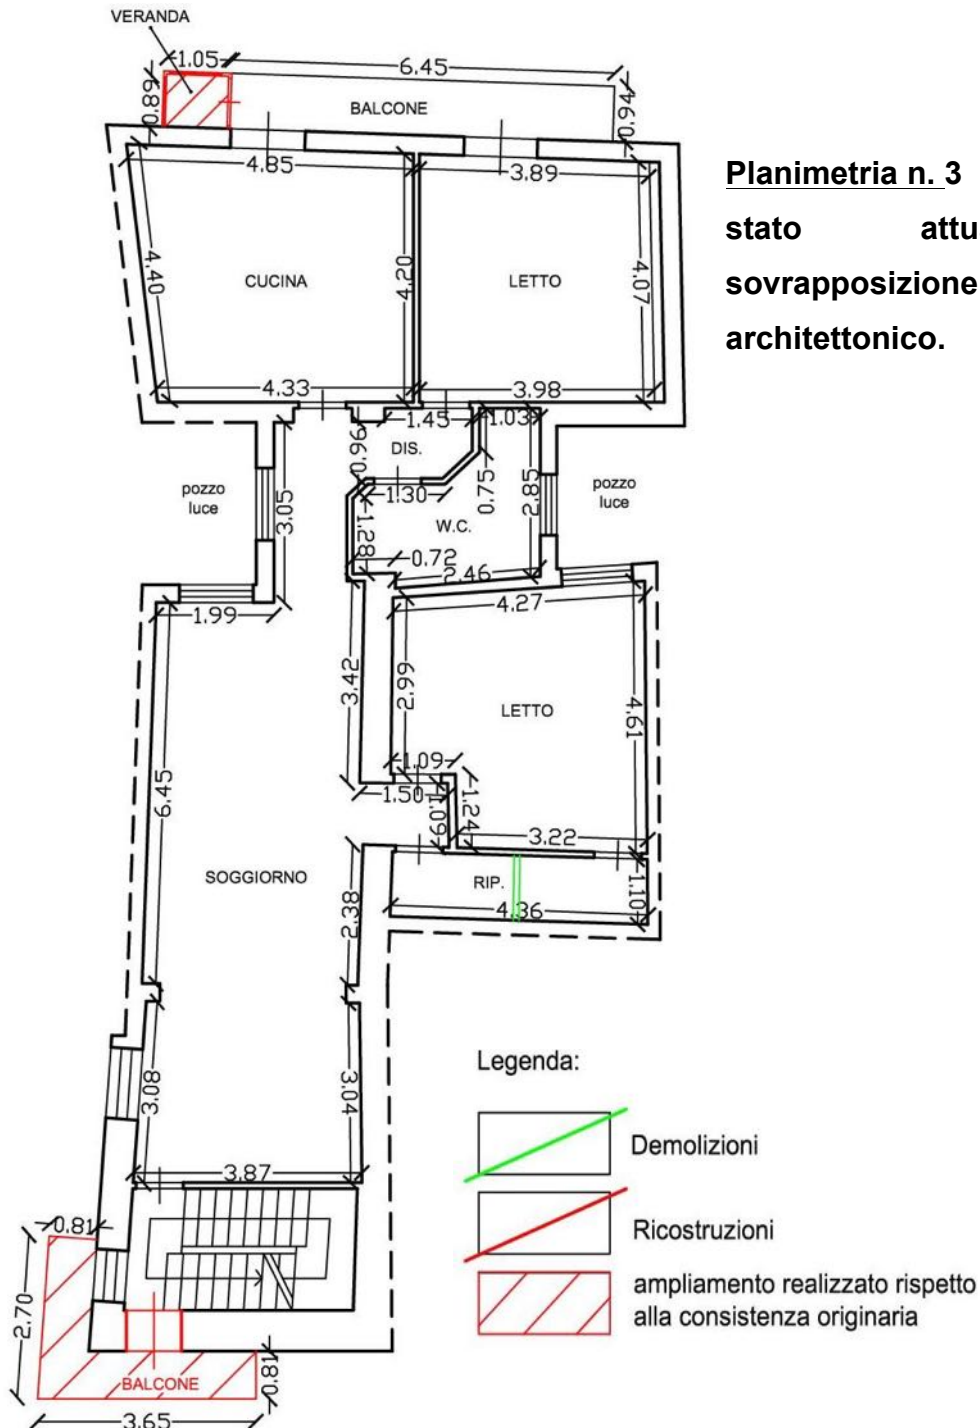 VERANDA
1.05
6.45
0.89
BALCONE
0.94
4.85
3.89
Planimetria n. 3
stato attu
sovrapposizione
architettonico.
4.40
CUCINA
4.20
LETTO
4.07
4.33
3.98
1.45
1.03
0.96
DIS.
pozzo
luce
3.05
1.30
0.75
2.85
pozzo
luce
1.28
W.C.
0.72
2.46
1.99
4.27
3.42
2.99
LETTO
4.61
6.45
1.09
1.50
1.06
1.24
3.22
SOGGIORNO
RIP.
1.10
2.38
4.36
3.08
3.04
Legenda:
Demolizioni
3.87
0.81
Ricostruzioni
2.70
ampliamento realizzato rispetto
alla consistenza originaria
BALCONE
0.81
3.65